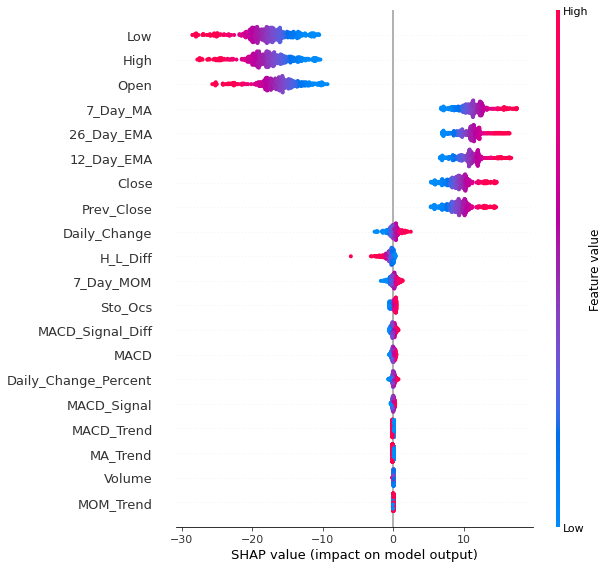 High
Low
High
Open
7_Day_MA
26_Day_EMA
12_Day_EMA
Close
Prev_Close
Daily_Change
H_L_Diff
7_Day_MOM
Sto_Ocs
MACD_Signal_Diff
MACD
Daily_Change_Percent
MACD_Signal
MACD_Trend
MA_Trend
Volume
MOM_Trend
Feature value
Low
−30 −20 −10 0 10
SHAP value (impact on model output)